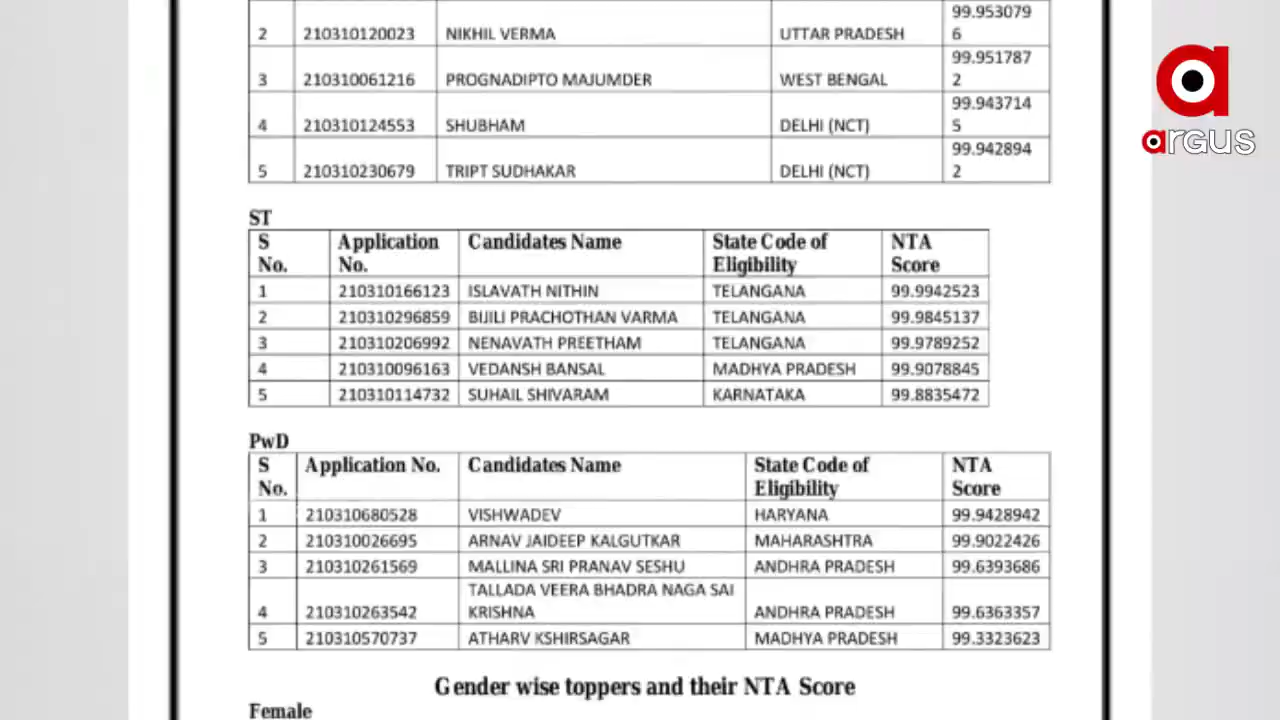 99.953079
2 210310120023 NIKHIL VERMA UTTAR PRADESH 6
99.951787
3 210310061216 PROGNADIPTO MAJUMDER WEST BENGAL 2
99.943714
4 210310124553 SHUBHAM DELHI (NCT) 5
99.942894
5 210310230679 TRIPT SUDHAKAR DELHI (NCT) 2
argus
ST
S Application Candidates Name State Code of NTA
No. No. Eligibility Score
1 210310166123 ISLAVATH NITHIN TELANGANA 99.9942523
2 210310296859 BIJILI PRACHOTHAN VARMA TELANGANA 99.9845137
3 210310206992 NENAVATH PREETHAM TELANGANA 99.9789252
4 210310096163 VEDANSH BANSAL MADHYA PRADESH 99.9078845
5 210310114732 SUHAIL SHIVARAM KARNATAKA 99.8835472
PwD
S Application No. Candidates Name State Code of NTA
No. Eligibility Score
1 210310680528 VISHWADEV HARYANA 99.9428942
2 210310026695 ARNAV JAIDEEP KALGUTKAR MAHARASHTRA 99.9022426
3 210310261569 MALLINA SRI PRANAV SESHU ANDHRA PRADESH 99.6393686
TALLADA VEERA BHADRA NAGA SAI
4 210310263542 KRISHNA ANDHRA PRADESH 99.6363357
5 210310570737 ATHARV KSHIRSAGAR MADHYA PRADESH 99.3323623
Gender wise toppers and their NTA Score
Female